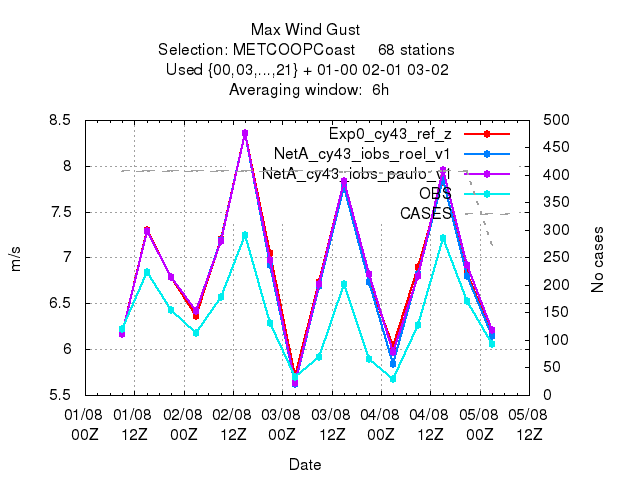 Max Wind Gust
Selection: METCOOPCoast 68 stations
Used {00,03,...,21} + 01-00 02-01 03-02
Averaging window: 6h
8.5
8
7.5
7
6.5
6
5.5
m/s
500
450
400
350
300
250
200
150
100
50
0
No cases
Exp0_cy43_ref_z
NetA_cy43_iobs_roel_v1
NetA_cy43_iobs_paulo_v1
OBS
CASES
01/08 01/08 02/08 02/08 03/08 03/08 04/08 04/08 05/08 05/08
00Z 12Z 00Z 12Z 00Z 12Z 00Z 12Z 00Z 12Z
Date